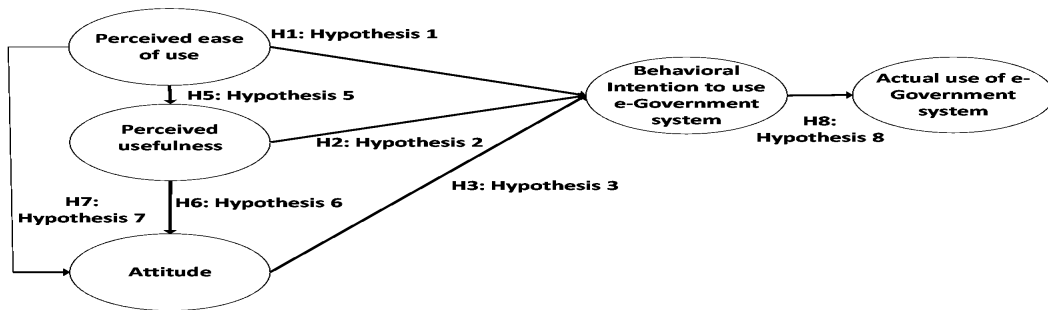 Perceived ease
of use
H1: Hypothesis 1
H5: Hypothesis 5
Perceived
usefulness
H2: Hypothesis 2
Behavioral
Intention to use
e-Government
system
Actual use of e-
Government
system
H8:
Hypothesis 8
H3: Hypothesis 3
H7:
Hypothesis 7
H6: Hypothesis 6
Attitude